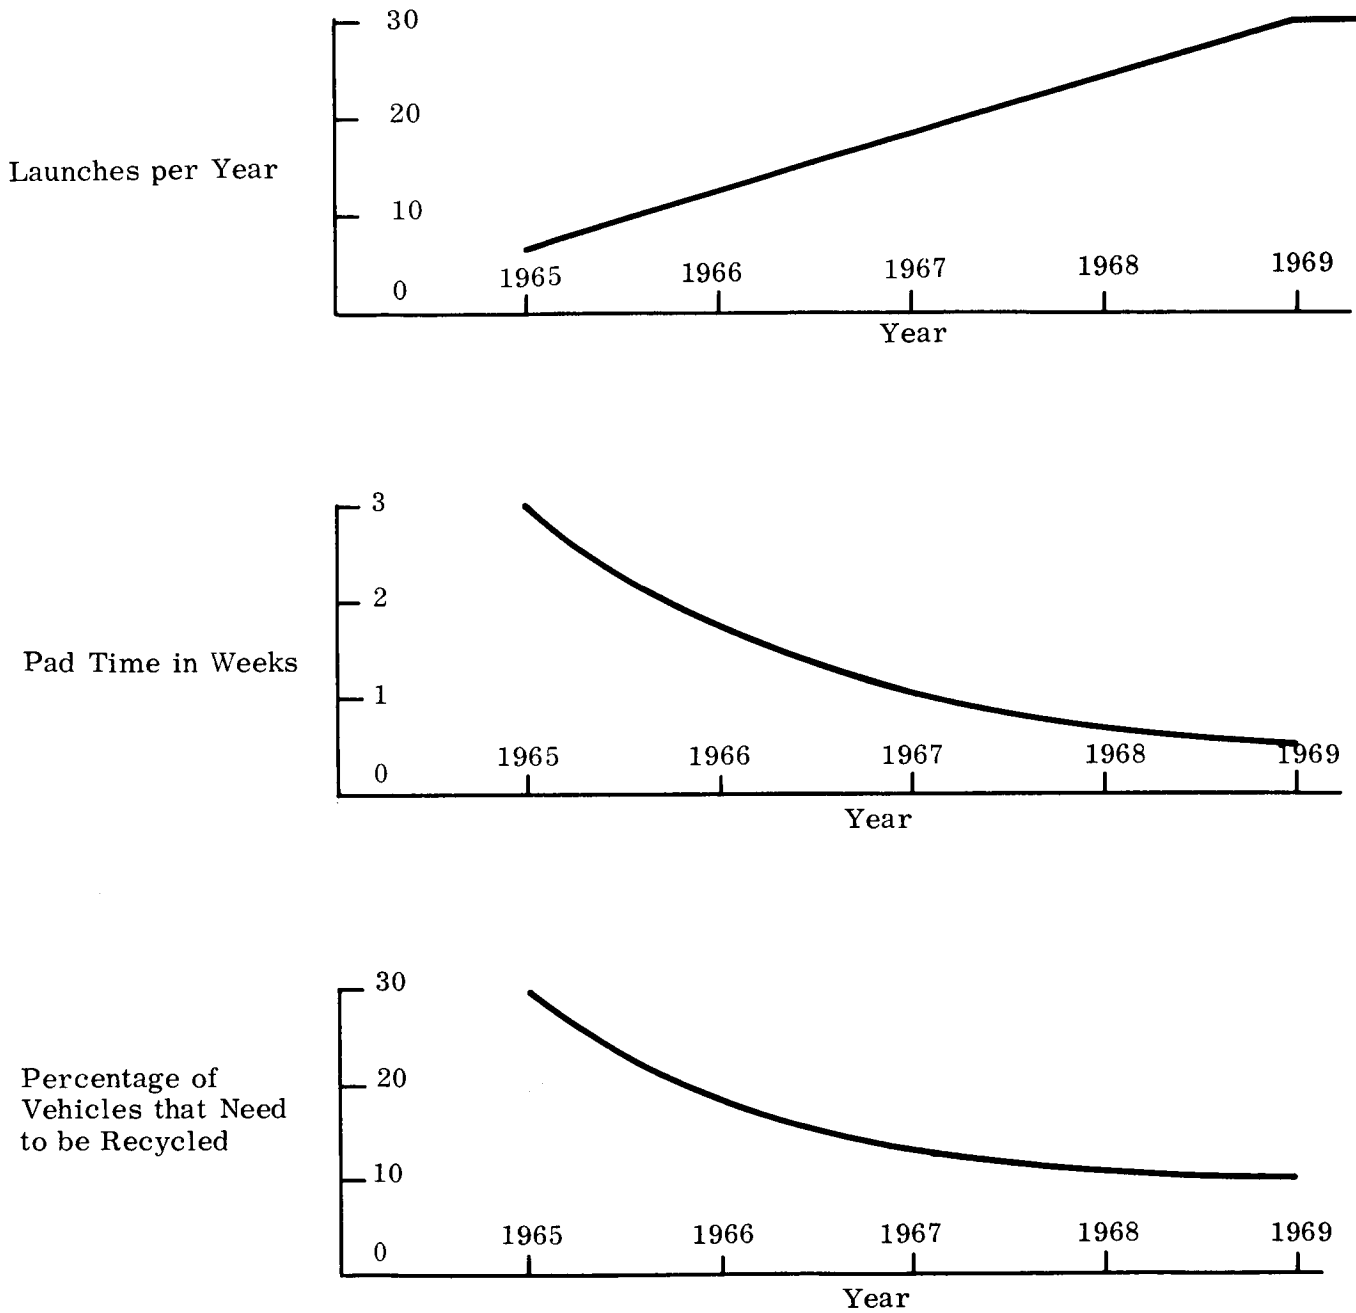 30
20
Launches per Year
10
1965 1966 1967 1968 1969
0
Year
3
2
Pad Time in Weeks
1
1965 1966 1967 1968 1969
0
Year
30
Percentage of
20
Vehicles that Need
to be Recycled
10
1965 1966 1967 1968 1969
0
Year